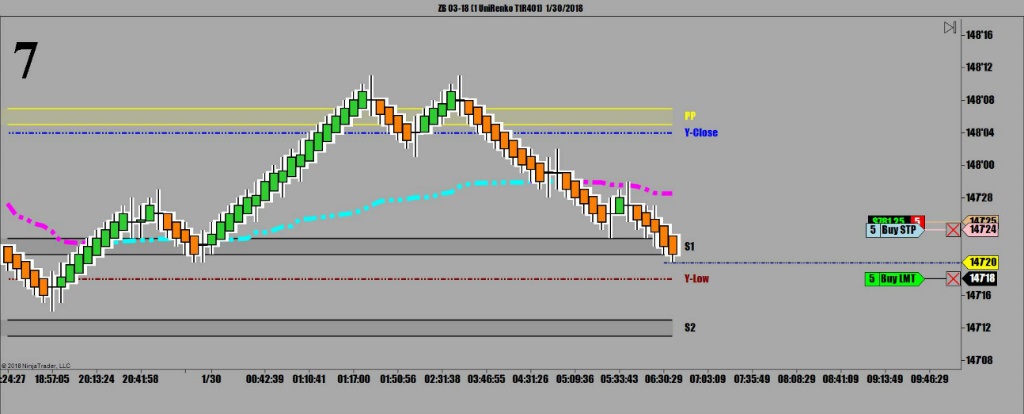 ZB 03-18 (1 UniRenko T1R401) 1/30/2018
7
148'16
148'12
148'08
PP
148'04
Y-Close
148'00
147'28
$781.25 5
147'25
5 Buy STP
147'24
S1
147'20
Y-Low
5 Buy LMT
147'18
147'16
S2
147'12
147'08
© 2018 NinjaTrader, LLC
:24:27 18:57:05 20:13:24 20:41:58 1/30 00:42:39 01:10:41 01:17:00 01:50:56 02:31:31 03:46:55 04:31:26 05:09:36 05:33:43 06:30:29 07:03:09 07:35:49 08:08:29 08:41:09 09:13:49 09:46:29